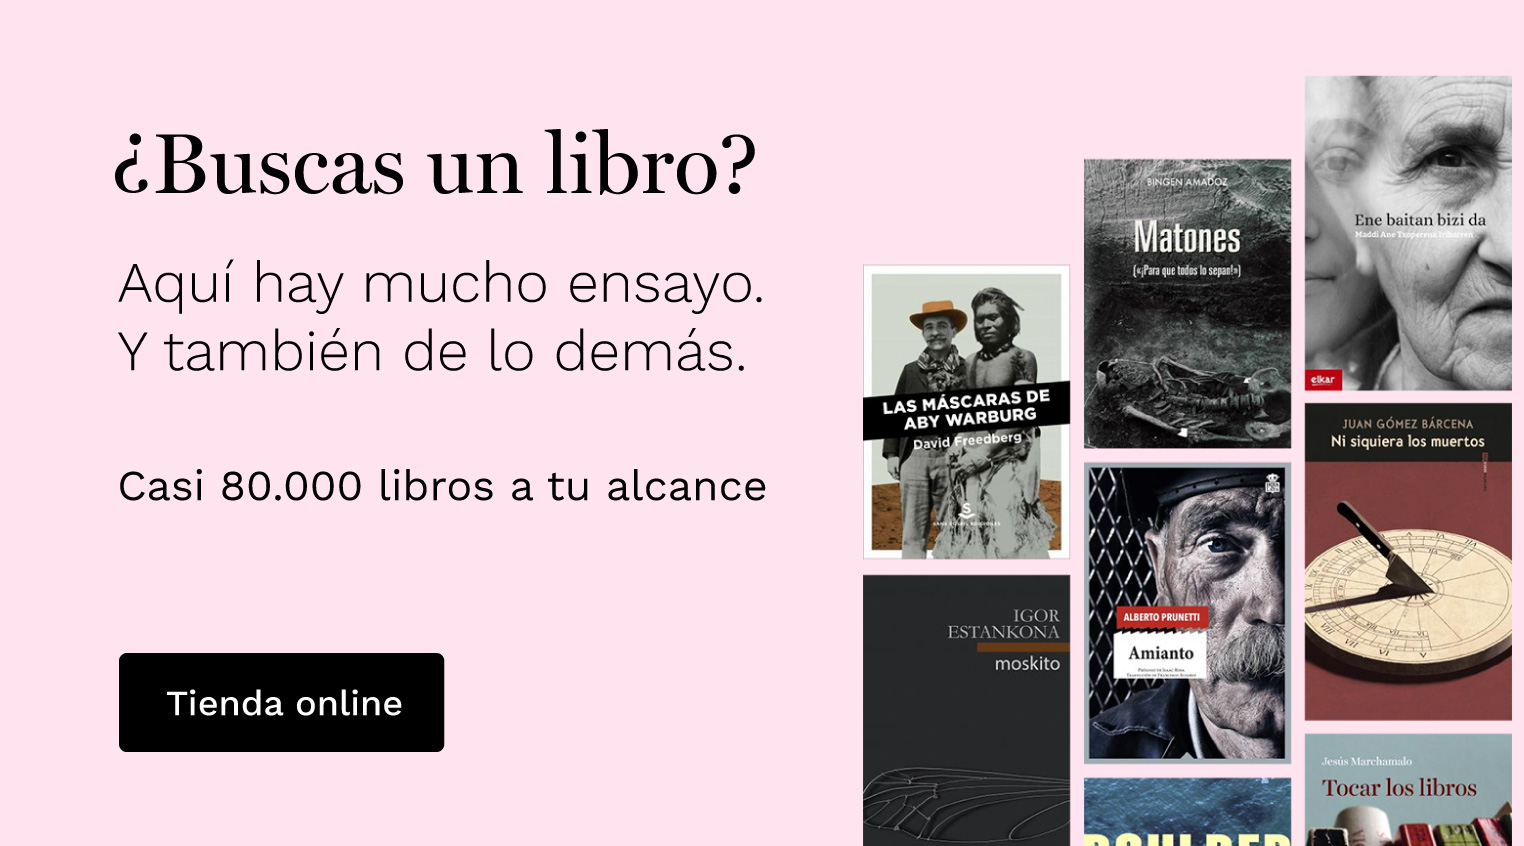 ¿Buscas un libro?
Aquí hay mucho ensayo.
Y también de lo demás.
Casi 80.000 libros a tu alcance
Tienda online
LAS MÁSCARAS DE
ABY WARBURG
David Freedberg
IGOR
ESTANKONA
moskito
BINGEN AMADOZ
Matones
(«¡Para que todos lo sepan!»)
ALBERTO PRUNETTI
Amianto
BOULDER
Ene baitan bizi da
Maddi Ane Txoperena Iribarren
elkar
JUAN GÓMEZ BÁRCENA
Ni siquiera los muertos
Jesús Marchamalo
Tocar los libros